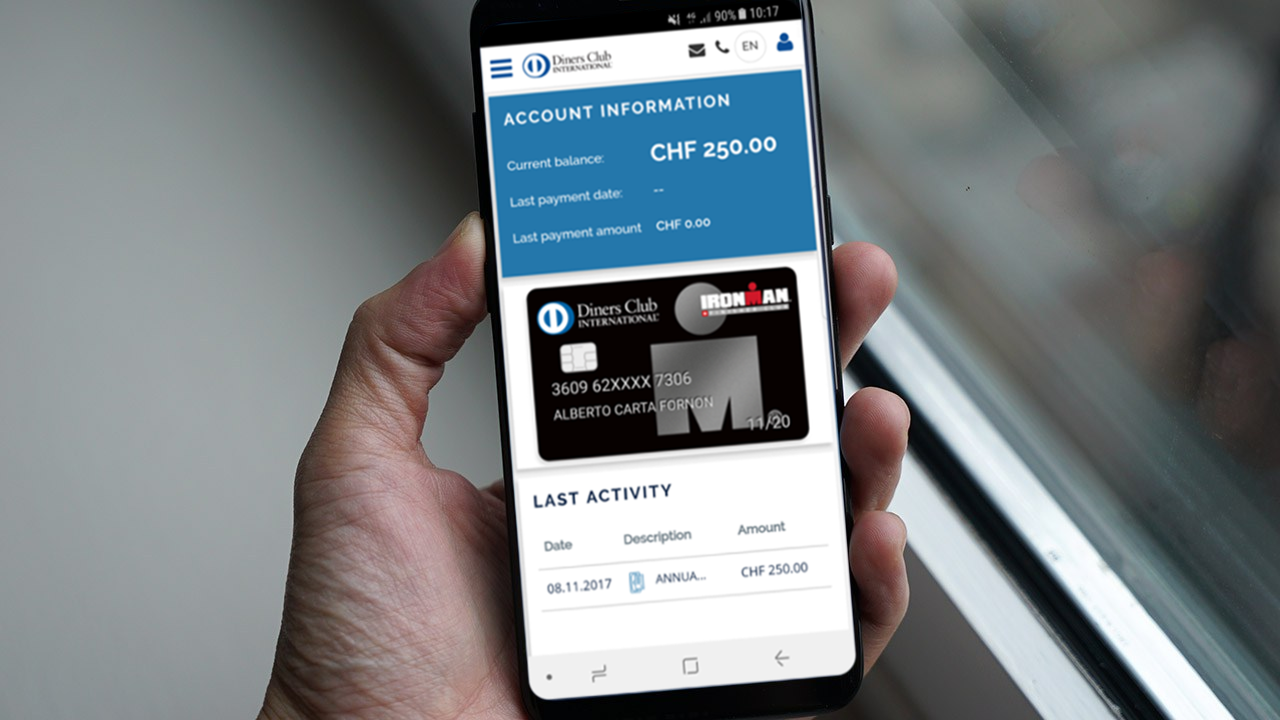 90% 10:17
Diners Club
INTERNATIONAL
EN
ACCOUNT INFORMATION
Current balance: CHF 250.00
Last payment date: --
Last payment amount CHF 0.00
Diners Club
INTERNATIONAL
IRONMAN
3609 62XXXX 7306
ALBERTO CARTA FORNON
11/20
LAST ACTIVITY
Date Description Amount
08.11.2017 ANNUA... CHF 250.00